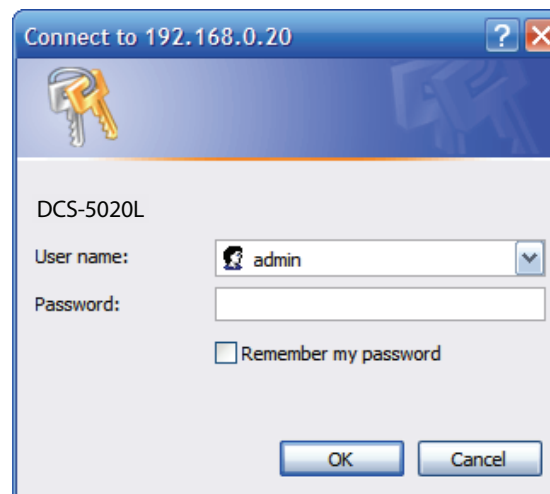 Connect to 192.168.0.20
DCS-5020L
User name:
admin
Password:
Remember my password
OK
Cancel